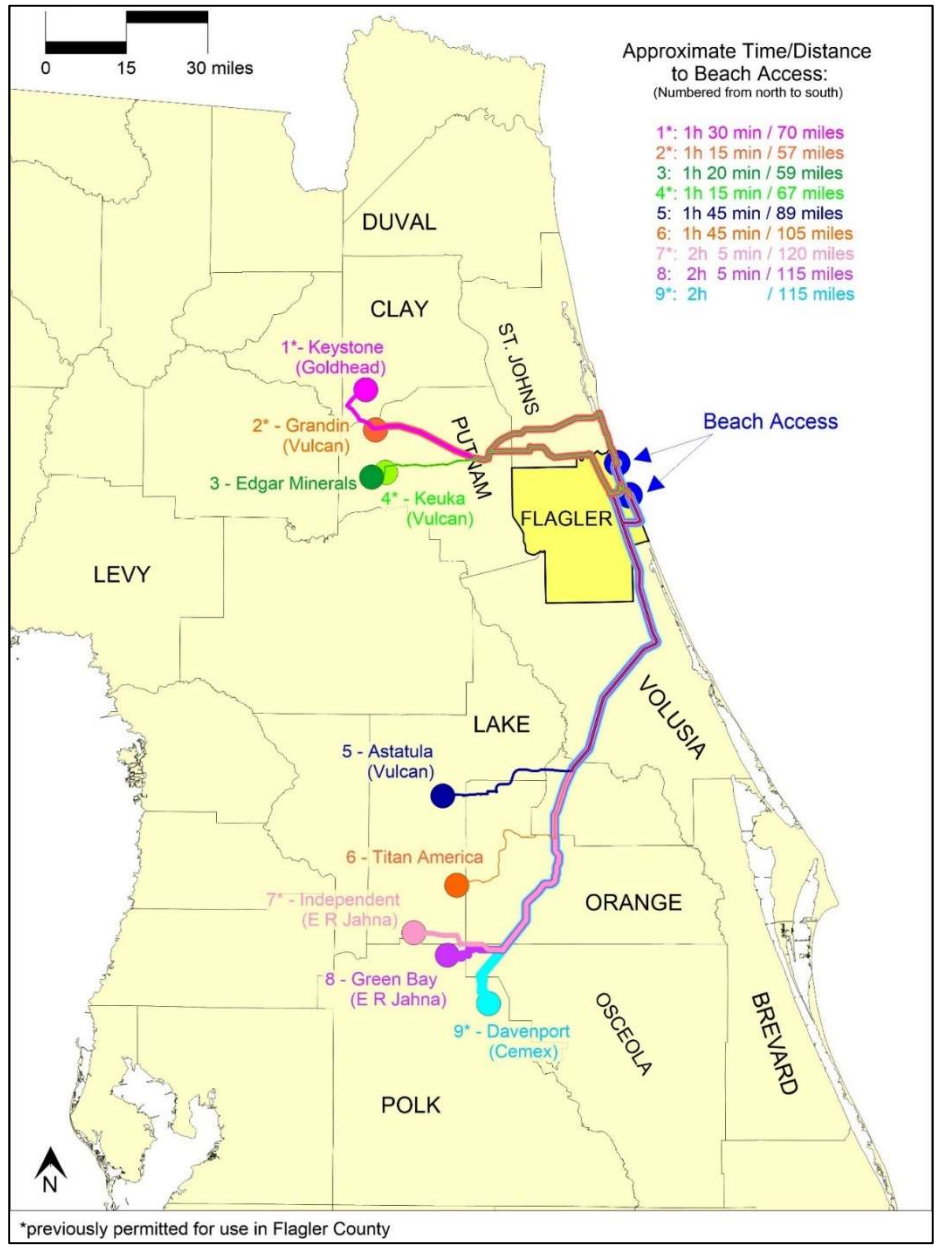 0 15 30 miles
Approximate Time/Distance
to Beach Access:
(Numbered from north to south)
1*: 1h 30 min / 70 miles
2*: 1h 15 min / 57 miles
3: 1h 20 min / 59 miles
4*: 1h 15 min / 67 miles
5: 1h 45 min / 89 miles
6: 1h 45 min / 105 miles
7*: 2h 5 min / 120 miles
8: 2h 5 min / 115 miles
9*: 2h / 115 miles
DUVAL
CLAY
ST. JOHNS
1*- Keystone
(Goldhead)
2* - Grandin
(Vulcan)
PUTNAM
Beach Access
3 - Edgar Minerals
4* - Keuka
(Vulcan)
FLAGLER
LEVY
VOLUSIA
LAKE
5 - Astatula
(Vulcan)
6 - Titan America
7* - Independent
(E R Jahna)
ORANGE
8 - Green Bay
(E R Jahna)
OSCEOLA
BREVARD
9* - Davenport
(Cemex)
POLK
N
*previously permitted for use in Flagler County